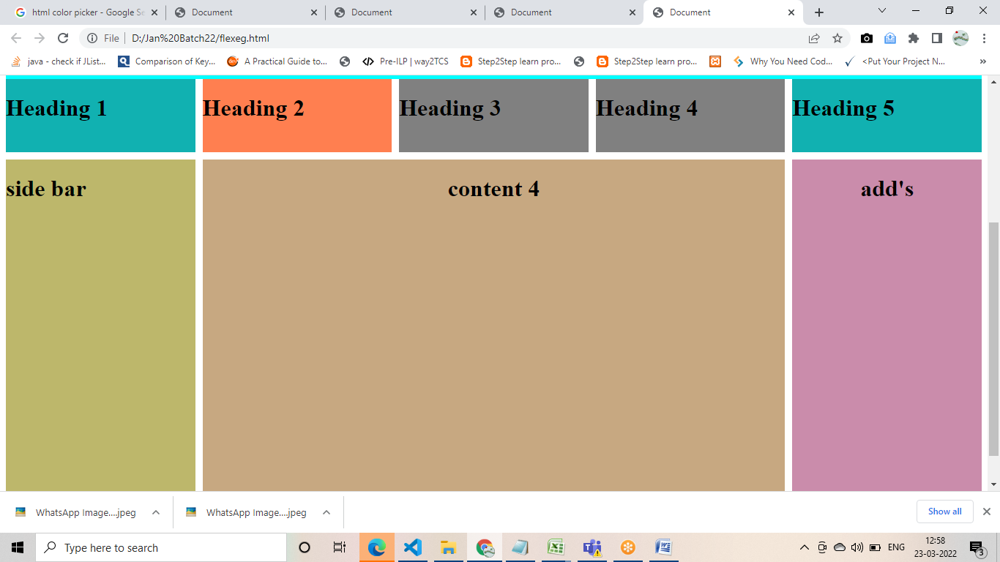 html color picker - Google Se
Document
Document
Document
Document
File
D:/Jan%20Batch22/flexeg.html
java - check if JList...
Comparison of Key...
A Practical Guide to...
Pre-ILP | way2TCS
Step2Step learn pro...
Step2Step learn pro...
Why You Need Cod...
<Put Your Project N...
»
Heading 1
Heading 2
Heading 3
Heading 4
Heading 5
side bar
content 4
add's
WhatsApp Image....jpeg
WhatsApp Image....jpeg
Show all
Type here to search
ENG
12:58
23-03-2022
3